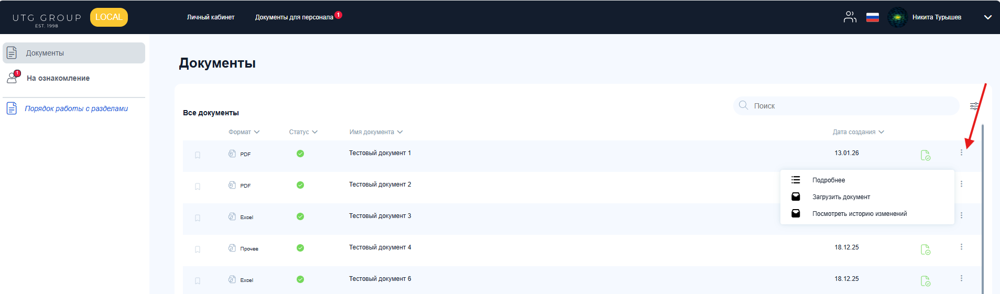 UTG GROUP
EST. 1998
LOCAL
Личный кабинет
Документы для персонала
1
Никита Турышев
Документы
1
На ознакомление
Порядок работы с разделами
Документы
Все документы
Поиск
Формат Статус Имя документа Дата создания
PDF Тестовый документ 1 13.01.26
PDF Тестовый документ 2
Excel Тестовый документ 3
Прочее Тестовый документ 4 18.12.25
Excel Тестовый документ 6 18.12.25
Подробнее
Загрузить документ
Посмотреть историю изменений